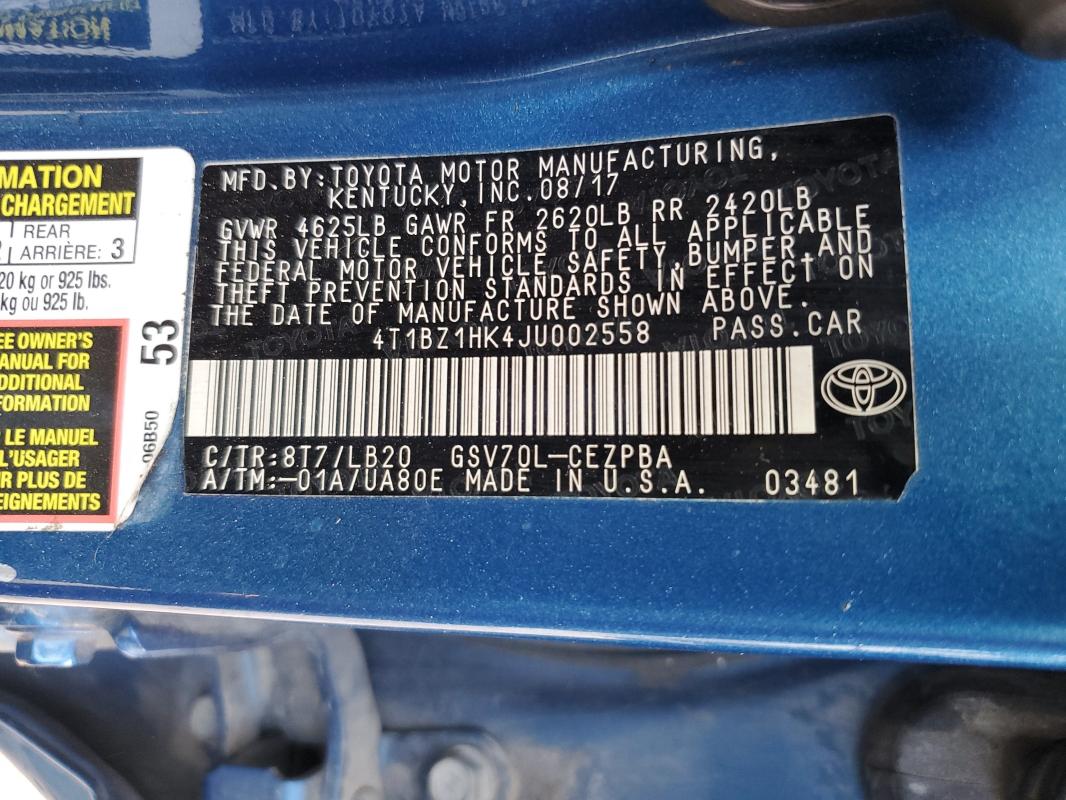 MATION
CHARGEMENT
REAR
ARRIÈRE: 3
20 kg or 925 lbs.
kg ou 925 lb.
EE OWNER'S
MANUAL FOR
DDITIONAL
FORMATION
LE MANUEL
L'USAGER
R PLUS DE
EIGNEMENTS
53
06B50
MFD.BY:TOYOTA MOTOR MANUFACTURING,
KENTUCKY,INC.08/17
GVWR 4625LB GAWR FR 2620LB RR 2420LB
THIS VEHICLE CONFORMS TO ALL APPLICABLE
FEDERAL MOTOR VEHICLE SAFETY,BUMPER,AND
THEFT PREVENTION STANDARDS IN EFFECT ON
THE DATE OF MANUFACTURE SHOWN ABOVE.
4T1BZ1HK4JU002558 PASS.CAR
C/TR:8T7/LB20 GSV70L-CEZPBA
A/TM:-01A/UA80E MADE IN U.S.A. 03481